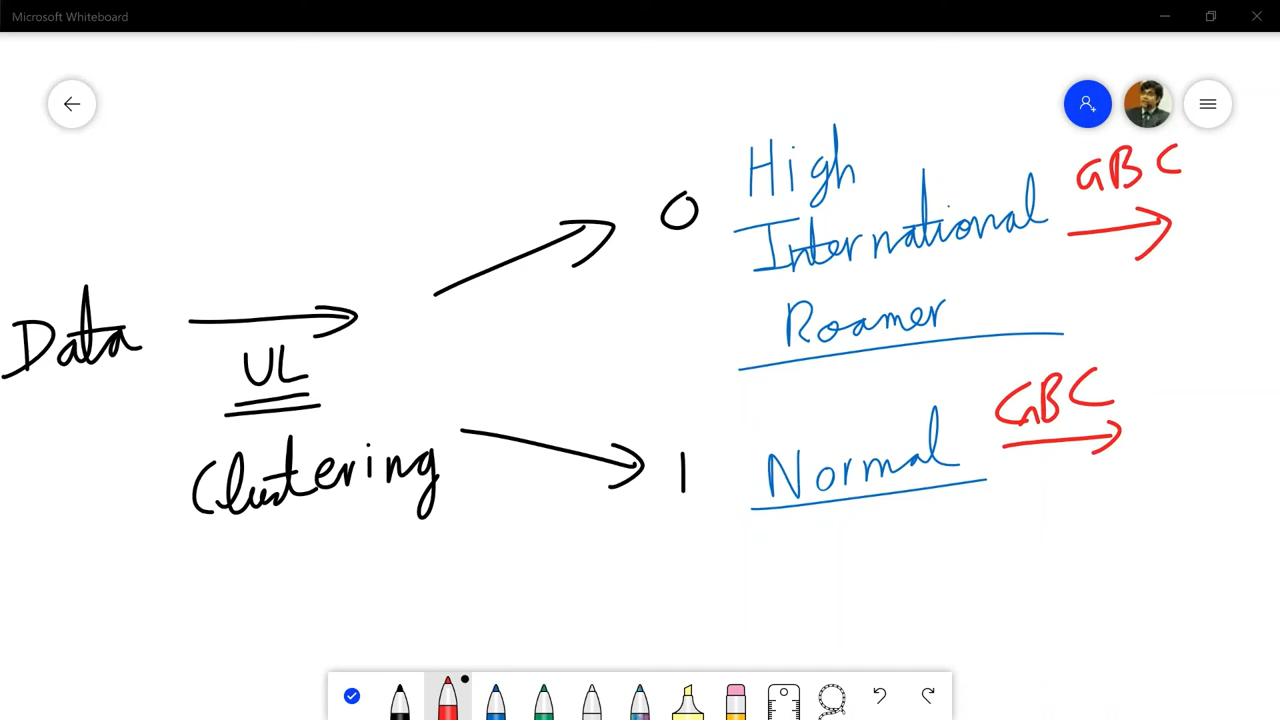 Microsoft Whiteboard
GBC
High
0
International
Roamer
Data
UL
GBC
Clustering
1
Normal